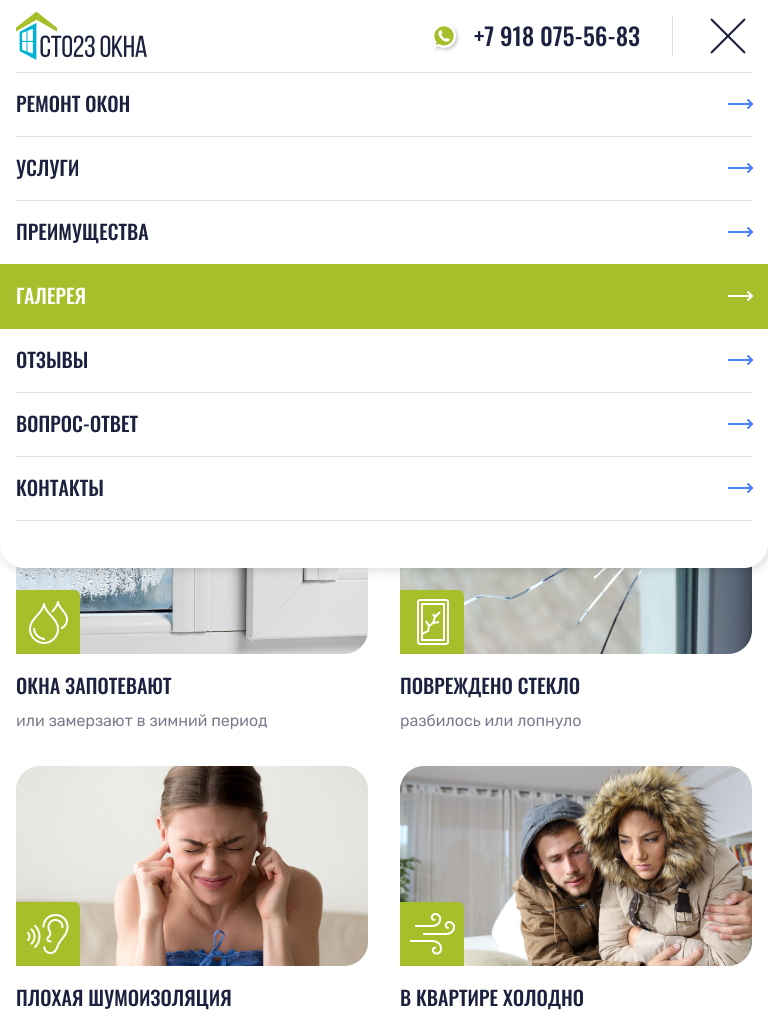 СТО23 ОКНА
+7 918 075-56-83
РЕМОНТ ОКОН
УСЛУГИ
ПРЕИМУЩЕСТВА
ГАЛЕРЕЯ
ОТЗЫВЫ
ВОПРОС-ОТВЕТ
КОНТАКТЫ
ОКНА ЗАПОТЕВАЮТ
ПОВРЕЖДЕНО СТЕКЛО
или замерзают в зимний период
разбилось или лопнуло
ПЛОХАЯ ШУМОИЗОЛЯЦИЯ
В КВАРТИРЕ ХОЛОДНО